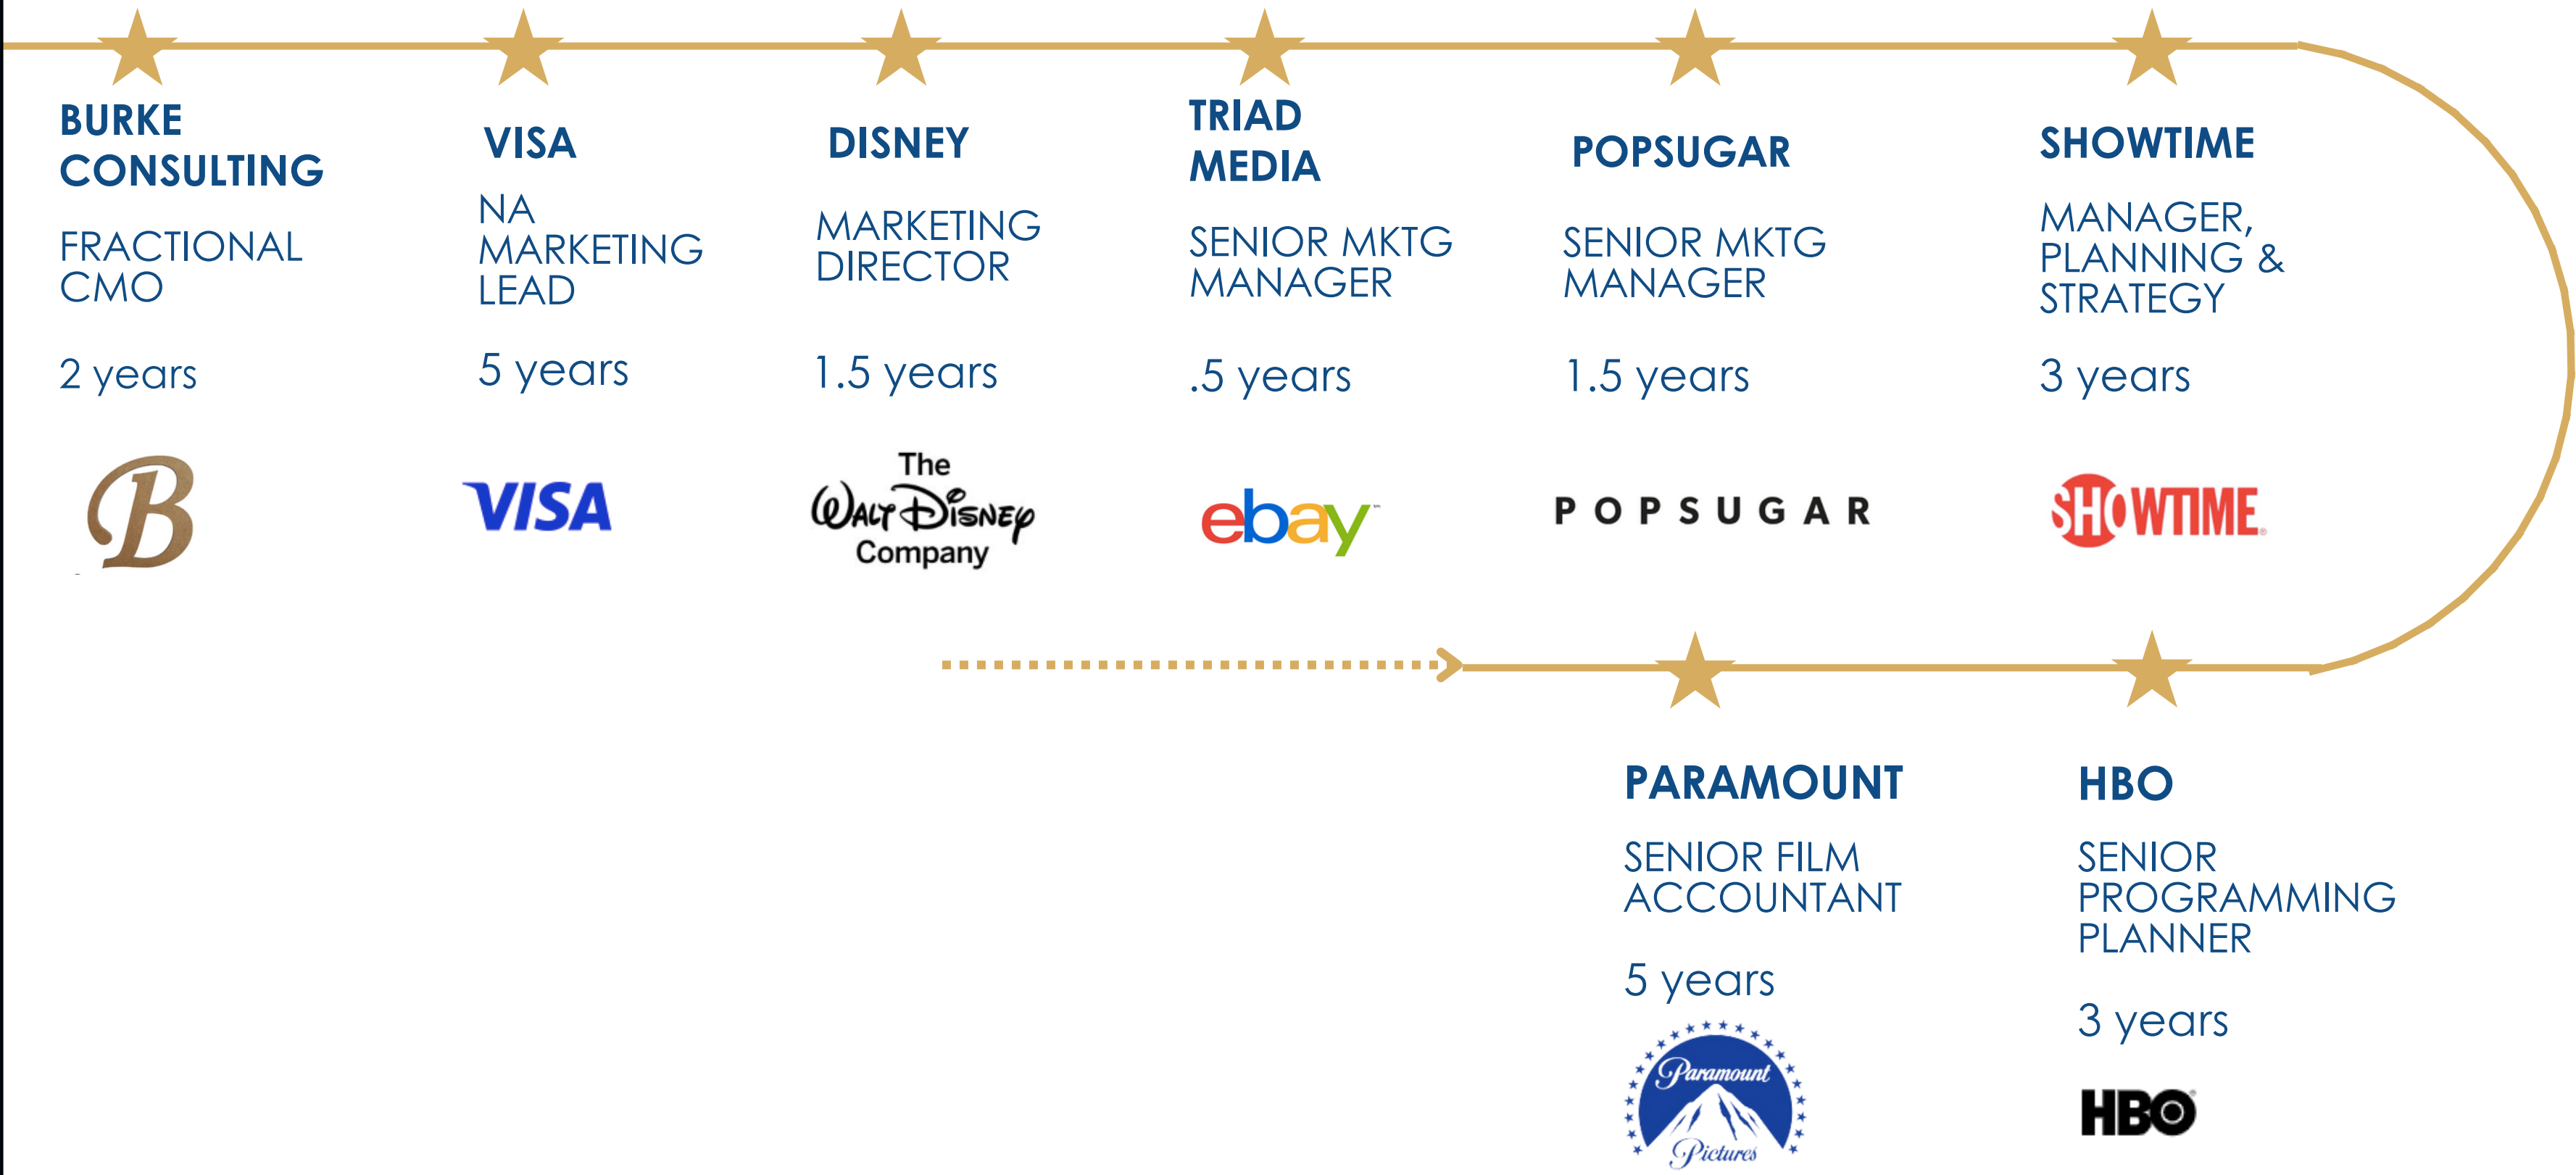 BURKE
CONSULTING
FRACTIONAL
CMO
2 years
B
VISA
NA
MARKETING
LEAD
5 years
VISA
DISNEY
MARKETING
DIRECTOR
1.5 years
The
WALT DISNEY
Company
TRIAD
MEDIA
SENIOR MKTG
MANAGER
.5 years
ebay
POPSUGAR
SENIOR MKTG
MANAGER
1.5 years
POPSUGAR
SHOWTIME
MANAGER,
PLANNING &
STRATEGY
3 years
SHOWTIME
PARAMOUNT
SENIOR FILM
ACCOUNTANT
5 years
Paramount
Pictures
HBO
SENIOR
PROGRAMMING
PLANNER
3 years
HBO